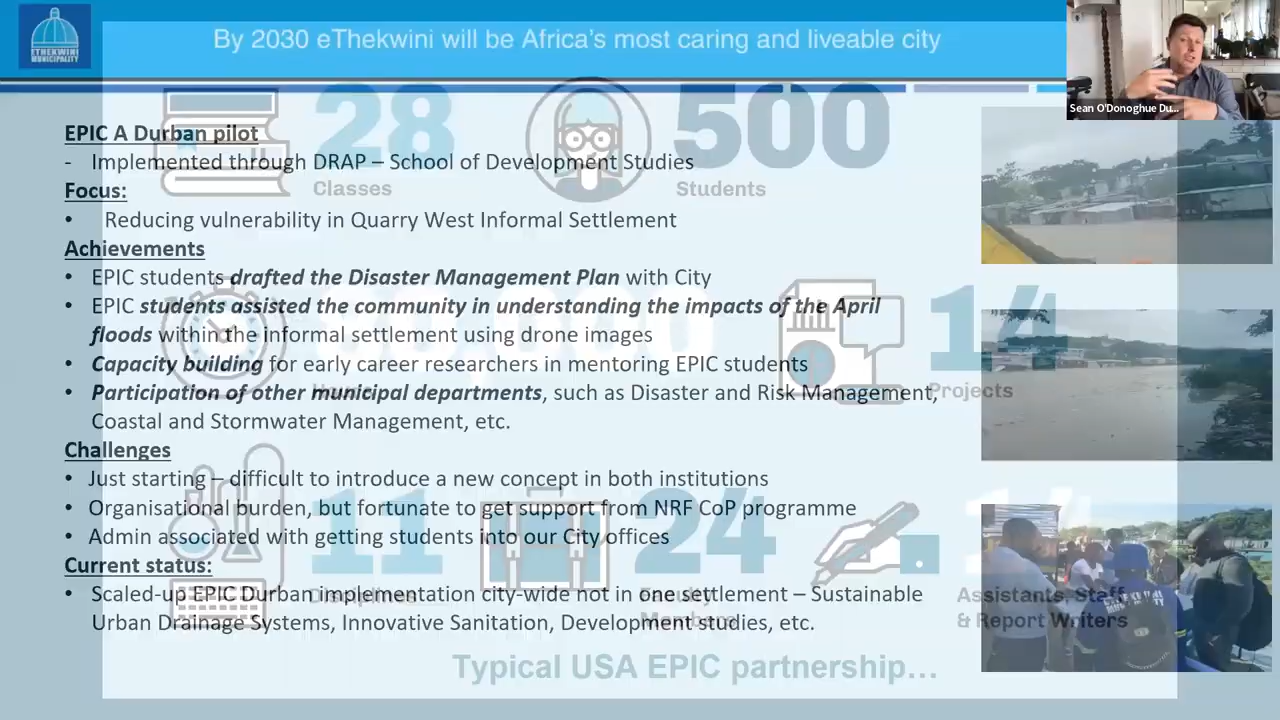 ETHEKWINI
MUNICIPALITY
By 2030 eThekwini will be Africa's most caring and liveable city
Sean O'Donoghue Du...
28
Classes
500
Students
EPIC A Durban pilot
- Implemented through DRAP – School of Development Studies
Focus:
• Reducing vulnerability in Quarry West Informal Settlement
Achievements
• EPIC students drafted the Disaster Management Plan with City
• EPIC students assisted the community in understanding the impacts of the April
floods within the informal settlement using drone images
• Capacity building for early career researchers in mentoring EPIC students
• Participation of other municipal departments, such as Disaster and Risk Management,
Coastal and Stormwater Management, etc.
14
Projects
Challenges
• Just starting – difficult to introduce a new concept in both institutions
• Organisational burden, but fortunate to get support from NRF CoP programme
• Admin associated with getting students into our City offices
Current status:
• Scaled-up EPIC Durban implementation city-wide not in one settlement – Sustainable
Urban Drainage Systems, Innovative Sanitation, Development studies, etc.
11
Disciplines
24
Faculty
Members
Assistants, Staff
& Report Writers
Typical USA EPIC partnership...